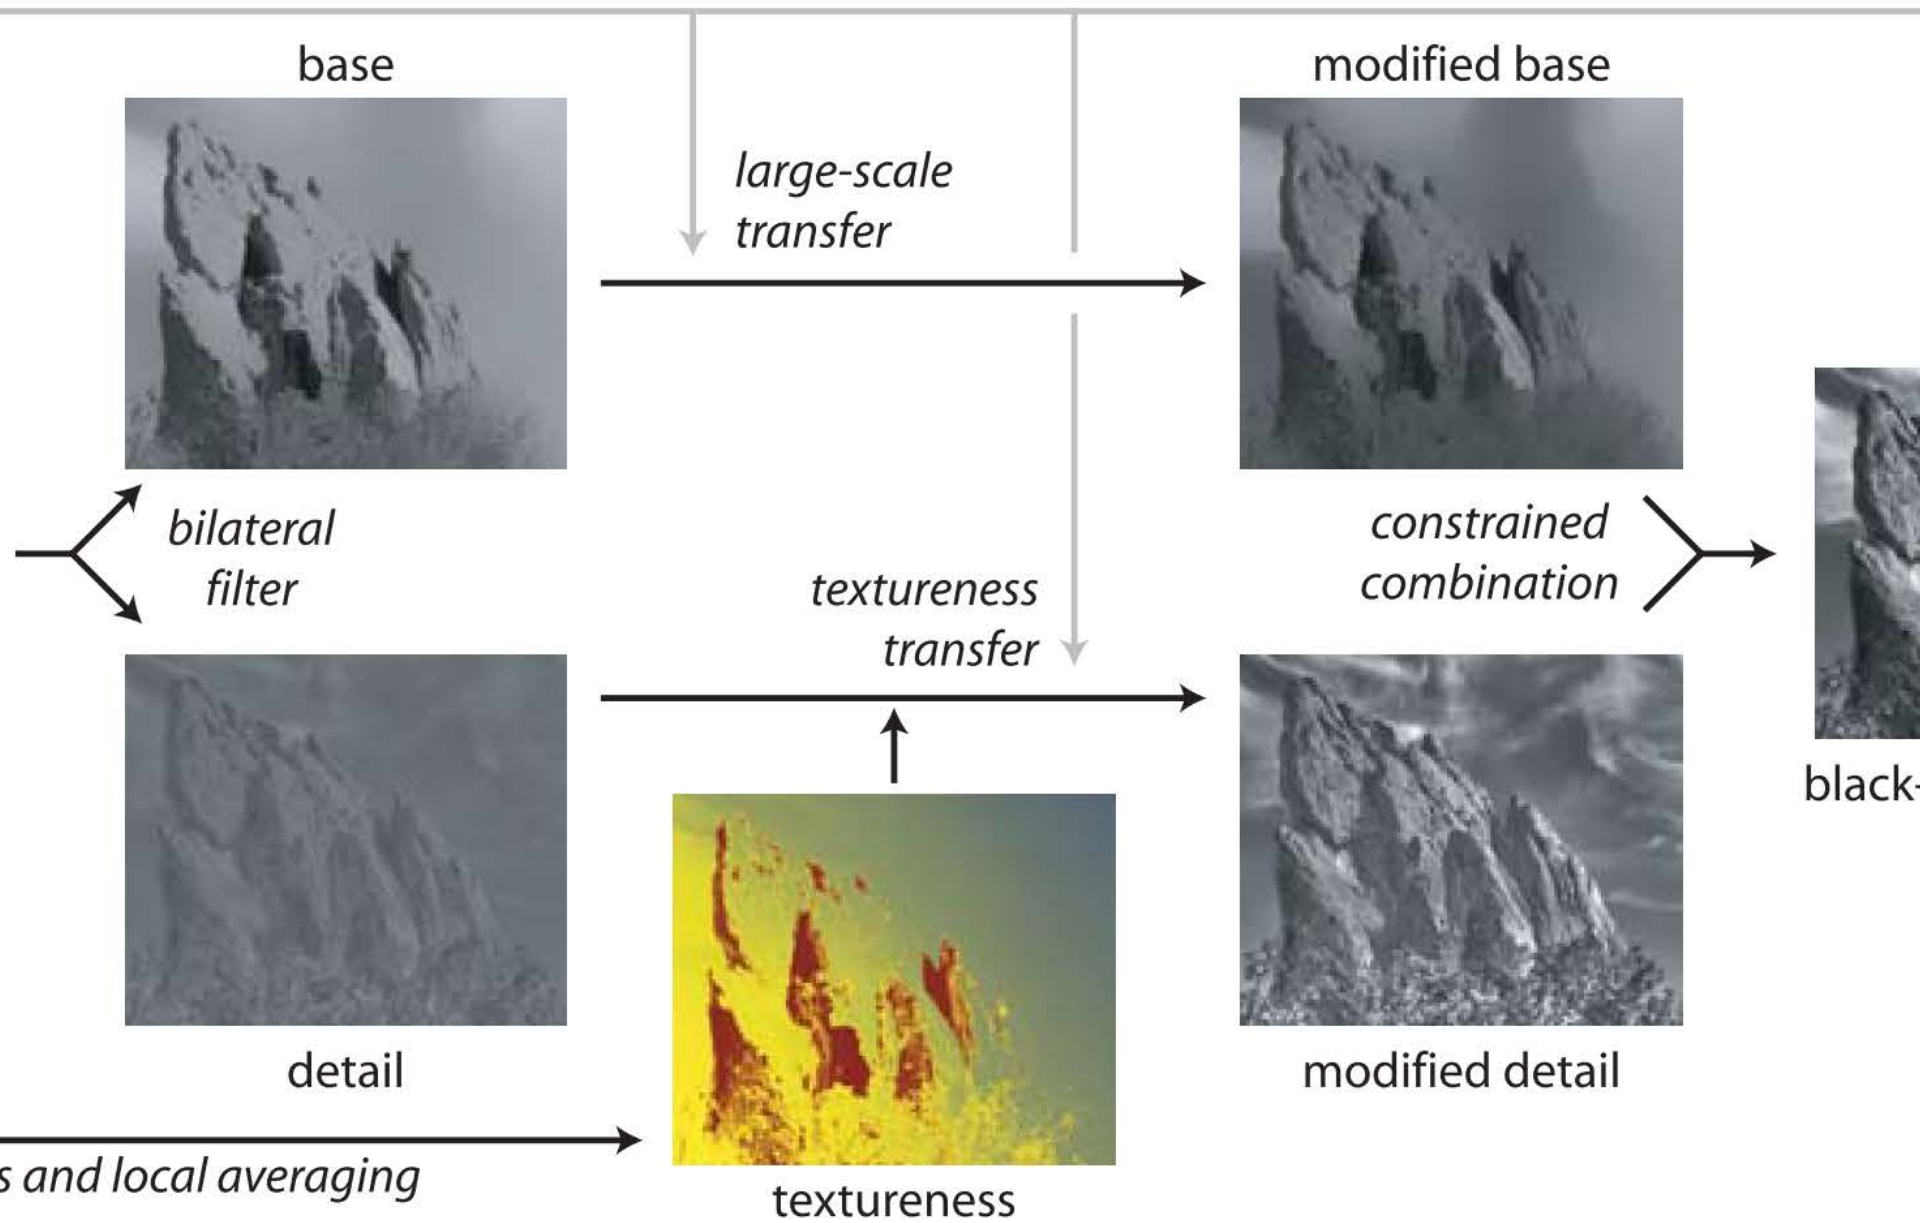 base
modified base
large-scale
transfer
bilateral
filter
constrained
combination
textureness
transfer
black-
detail
modified detail
s and local averaging
textureness